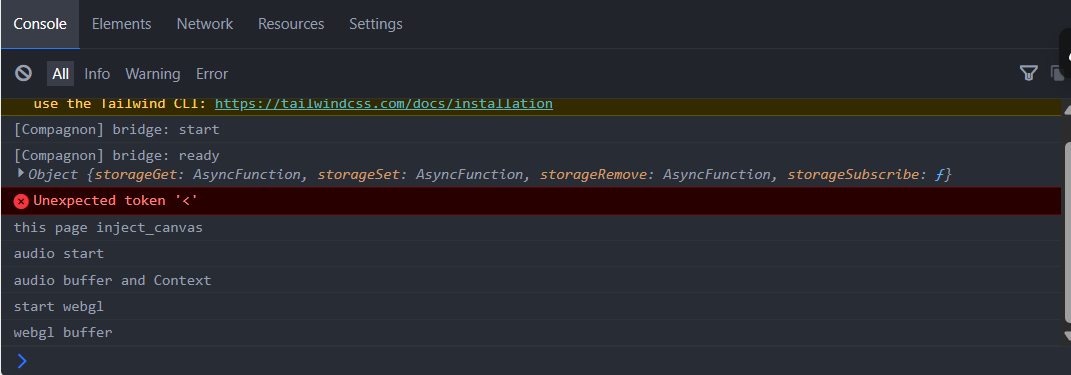 Console Elements Network Resources Settings
All Info Warning Error
use the Tailwind CLI: https://tailwindcss.com/docs/installation
[Compagnon] bridge: start
[Compagnon] bridge: ready
Object {storageGet: AsyncFunction, storageSet: AsyncFunction, storageRemove: AsyncFunction, storageSubscribe: ƒ}
Unexpected token '<'
this page inject_canvas
audio start
audio buffer and Context
start webgl
webgl buffer